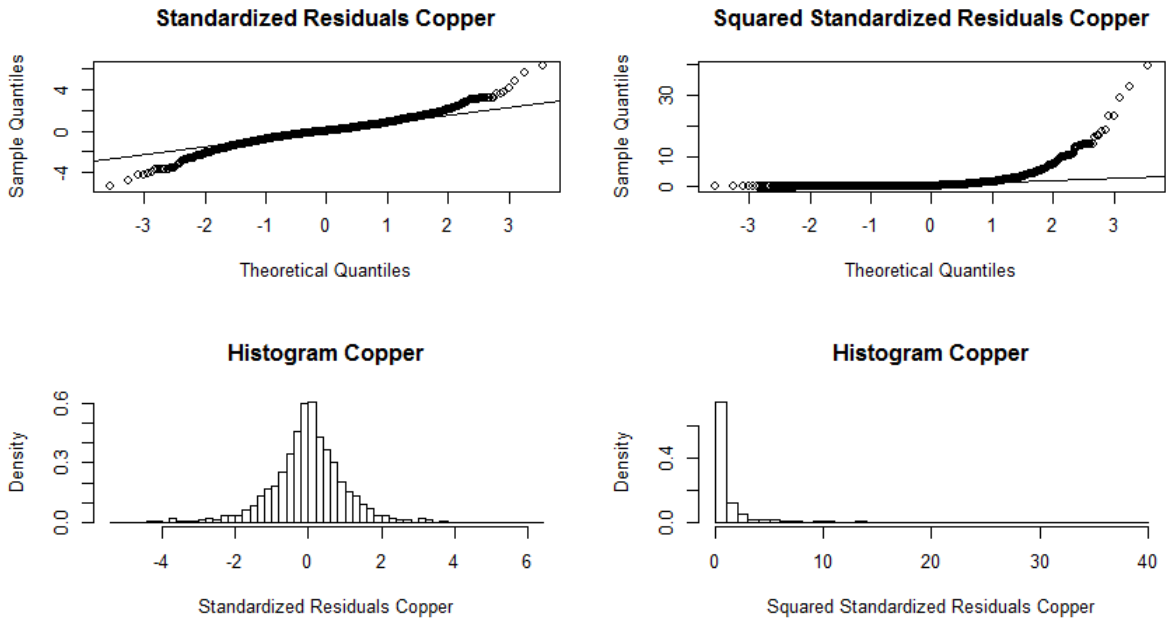 Standardized Residuals Copper
Sample Quantiles
4
0
-4
-3 -2 -1 0 1 2 3
Theoretical Quantiles
Squared Standardized Residuals Copper
Sample Quantiles
30
10
0
-3 -2 -1 0 1 2 3
Theoretical Quantiles
Histogram Copper
Density
0.6
0.3
0.0
-4 -2 0 2 4 6
Standardized Residuals Copper
Histogram Copper
Density
0.4
0.0
0 10 20 30 40
Squared Standardized Residuals Copper